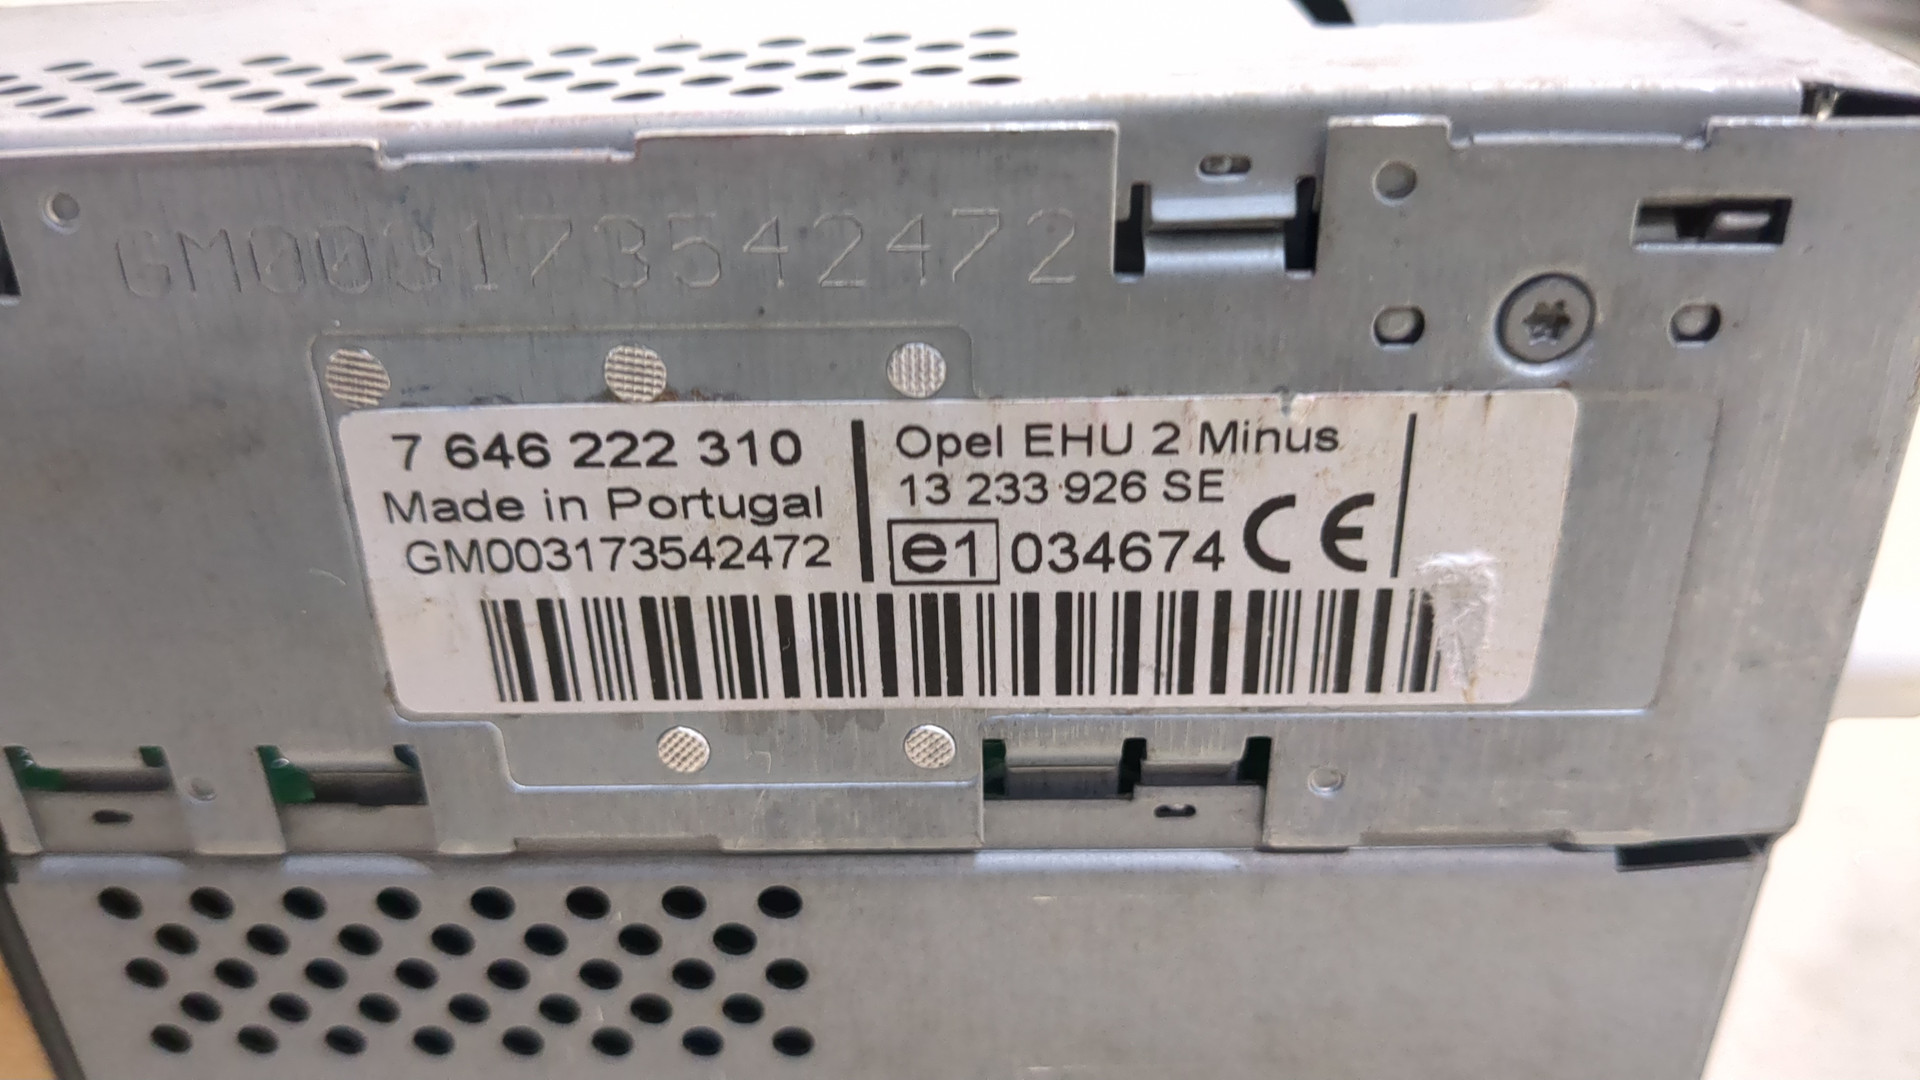 GM003173542472
7 646 222 310
Made in Portugal
GM003173542472
Opel EHU 2 Minus
13 233 926 SE
e1 034674 CE